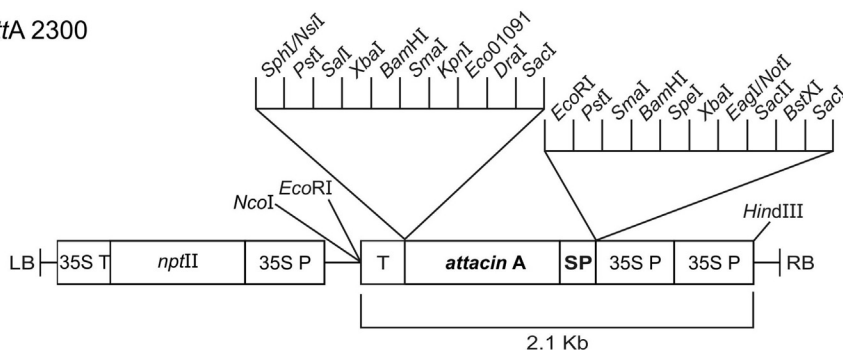 ttA 2300
SphI/NsiI
PstI
SalI
XbaI
BamHI
SmaI
KpnI
Eco01091
DraI
SacI
EcoRI
PstI
SmaI
BamHI
SpeI
XbaI
EagI/NotI
SacII
BstXI
SacI
NcoI
EcoRI
HindIII
LB
35S T
nptII
35S P
T
attacin A
SP
35S P
35S P
RB
2.1 Kb